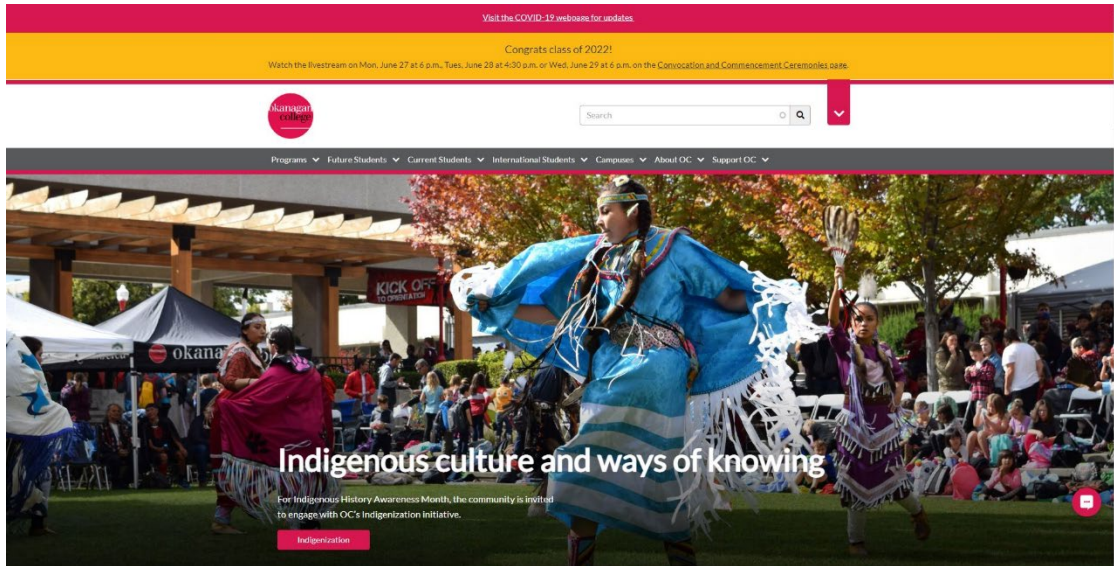 Visit the COVID-19 webpage for updates
Congrats class of 2022!
Watch the livestream on Mon, June 27 at 6 p.m., Tues, June 28 at 4:30 p.m. or Wed, June 29 at 6 p.m. on the Convocation and Commencement Ceremonies page.
okanagan
college
Search
Programs Future Students Current Students International Students Campuses About OC Support OC
KICK OFF
TO ORIENTATION
okana
Indigenous culture and ways of knowing
For Indigenous History Awareness Month, the community is invited
to engage with OC's Indigenization initiative.
Indigenization